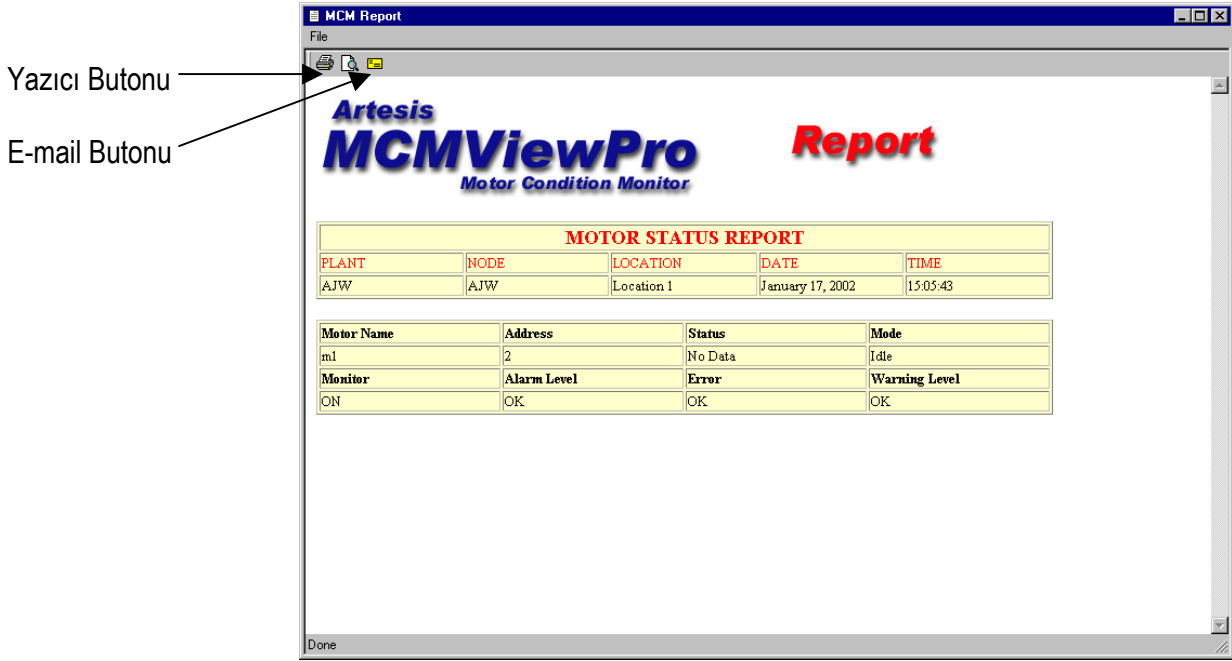 MCM Report
File
Yazıcı Butonu
E-mail Butonu
Artesis
MCMViewPro
Motor Condition Monitor
Report
MOTOR STATUS REPORT
PLANT NODE LOCATION DATE TIME
AJW AJW Location 1 January 17, 2002 15:05:43
Motor Name Address Status Mode
m1 2 No Data Idle
Monitor Alarm Level Error Warning Level
ON OK OK OK
Done